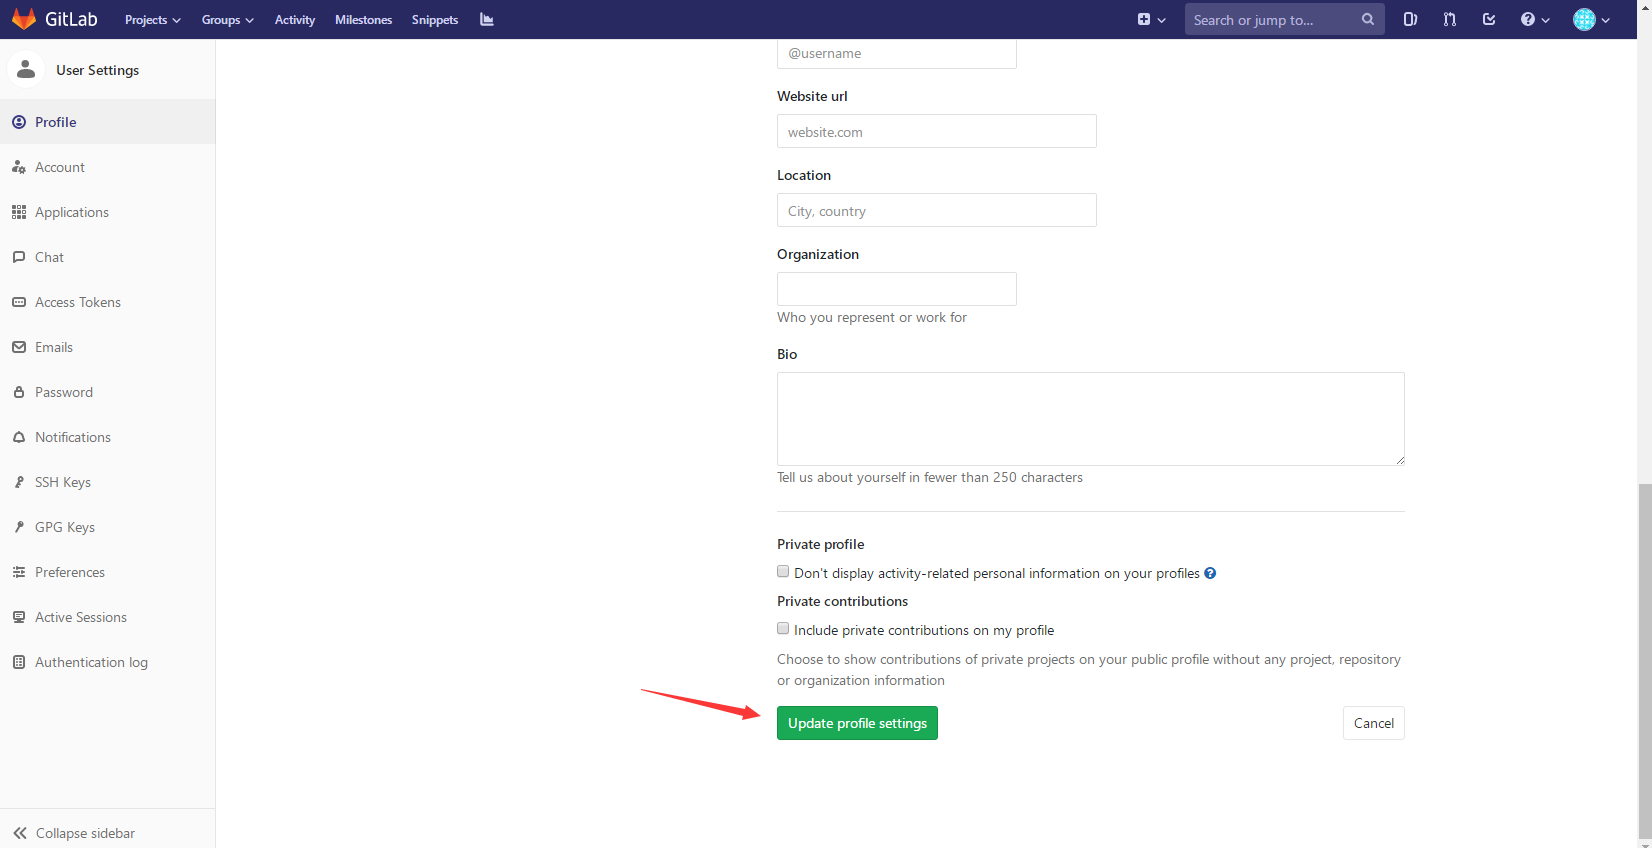 GitLab Projects Groups Activity Milestones Snippets Search or jump to...
User Settings
Profile
Account
Applications
Chat
Access Tokens
Emails
Password
Notifications
SSH Keys
GPG Keys
Preferences
Active Sessions
Authentication log
Collapse sidebar
@username
Website url
website.com
Location
City, country
Organization
Who you represent or work for
Bio
Tell us about yourself in fewer than 250 characters
Private profile
Don't display activity-related personal information on your profiles
Private contributions
Include private contributions on my profile
Choose to show contributions of private projects on your public profile without any project, repository
or organization information
Update profile settings
Cancel